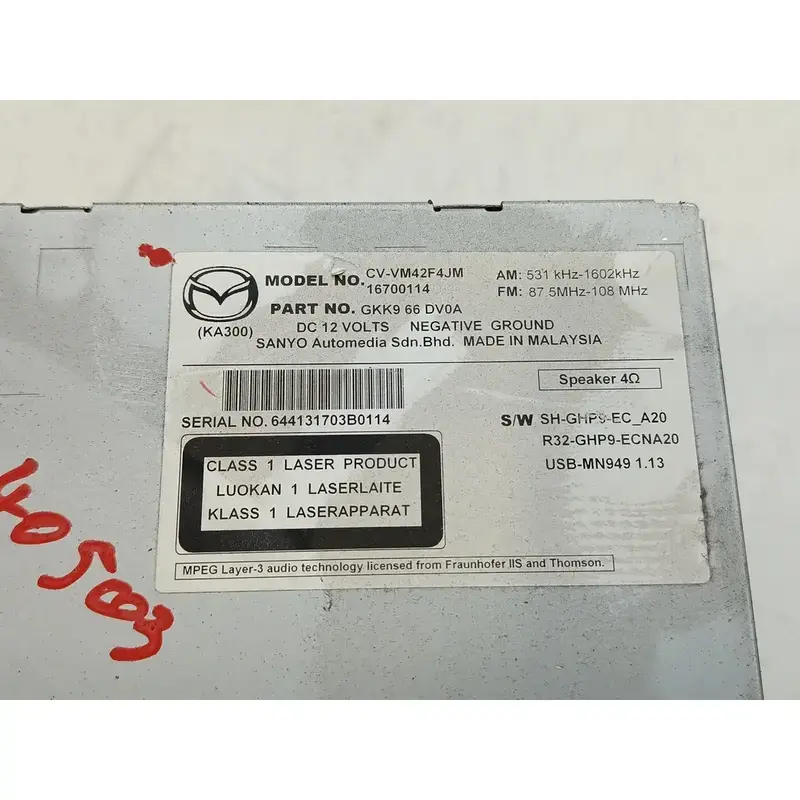 MODEL NO. CV-VM42F4JM
16700114
AM: 531 kHz-1602kHz
FM: 87.5MHz-108 MHz
(KA300)
PART NO. GKK9 66 DV0A
DC 12 VOLTS NEGATIVE GROUND
SANYO Automedia Sdn.Bhd. MADE IN MALAYSIA
Speaker 4Ω
SERIAL NO. 644131703B0114
S/W SH-GHP9-EC_A20
R32-GHP9-ECNA20
USB-MN949 1.13
CLASS 1 LASER PRODUCT
LUOKAN 1 LASERLAITE
KLASS 1 LASERAPPARAT
MPEG Layer-3 audio technology licensed from Fraunhofer IIS and Thomson.